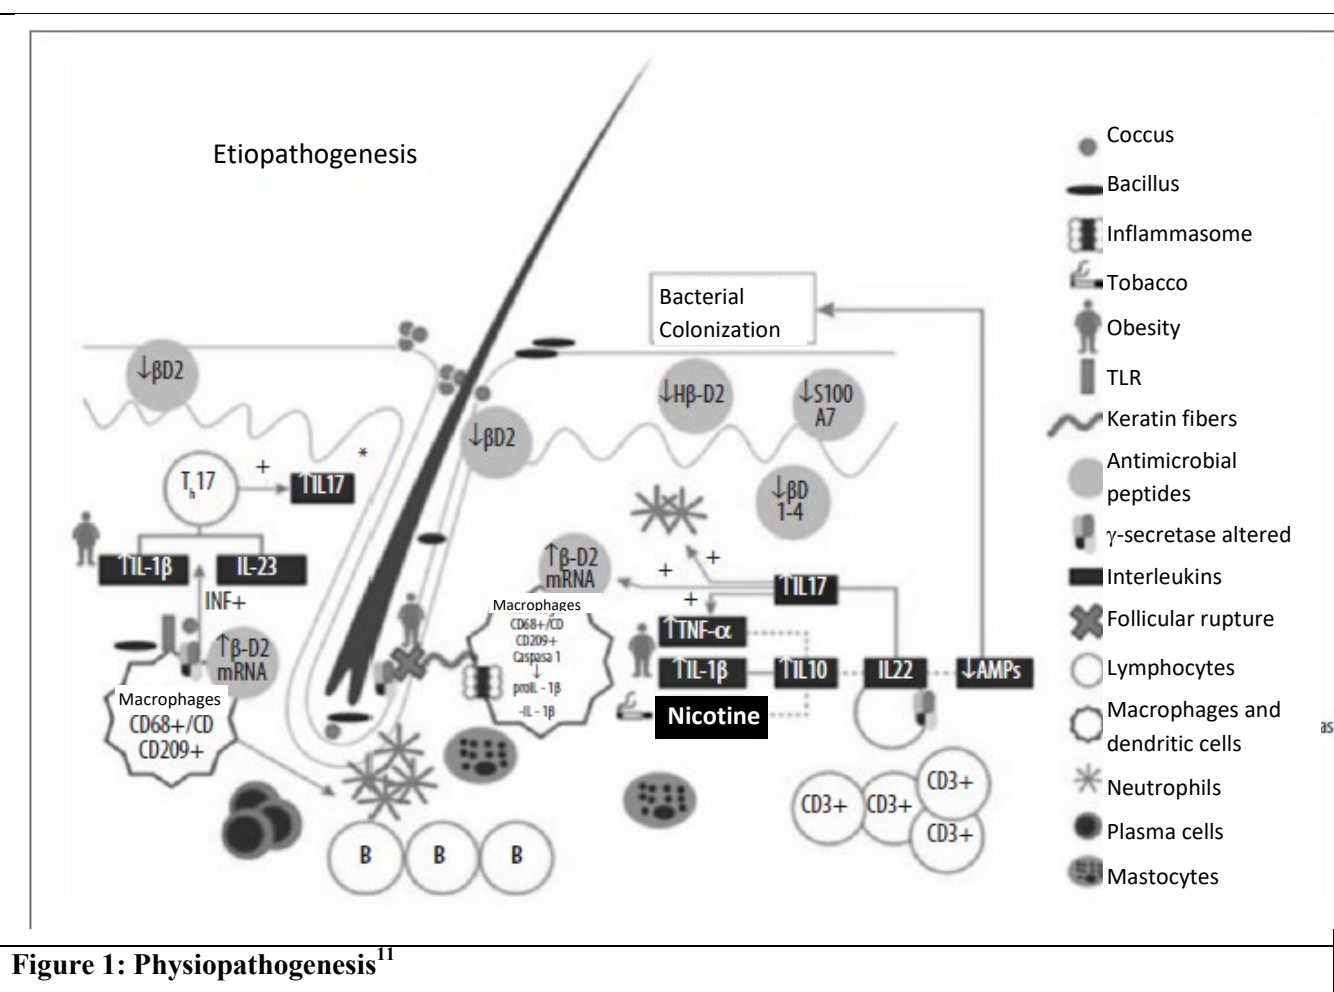 Etiopathogenesis
Bacterial
Colonization
↓βD2
↓Hβ-D2
↓S100
A7
↓βD2
↓βD
1-4
Th17
+
↑IL17
*
↑IL-1β
IL-23
INF+
↑β-D2
mRNA
Macrophages
CD68+/CD
CD209+
↑β-D2
mRNA
Macrophages
CD68+/CD
CD209+
Caspasa 1
↓
proIL - 1β
-IL - 1β
+
+
+
↑IL17
↑TNF-α
↑IL-1β
↑IL10
IL22
↓AMPs
Nicotine
B
B
B
CD3+
CD3+
CD3+
CD3+
Coccus
Bacillus
Inflammasome
Tobacco
Obesity
TLR
Keratin fibers
Antimicrobial
peptides
γ-secretase altered
Interleukins
Follicular rupture
Lymphocytes
Macrophages and
dendritic cells
Neutrophils
Plasma cells
Mastocytes
as
Figure 1: Physiopathogenesis11